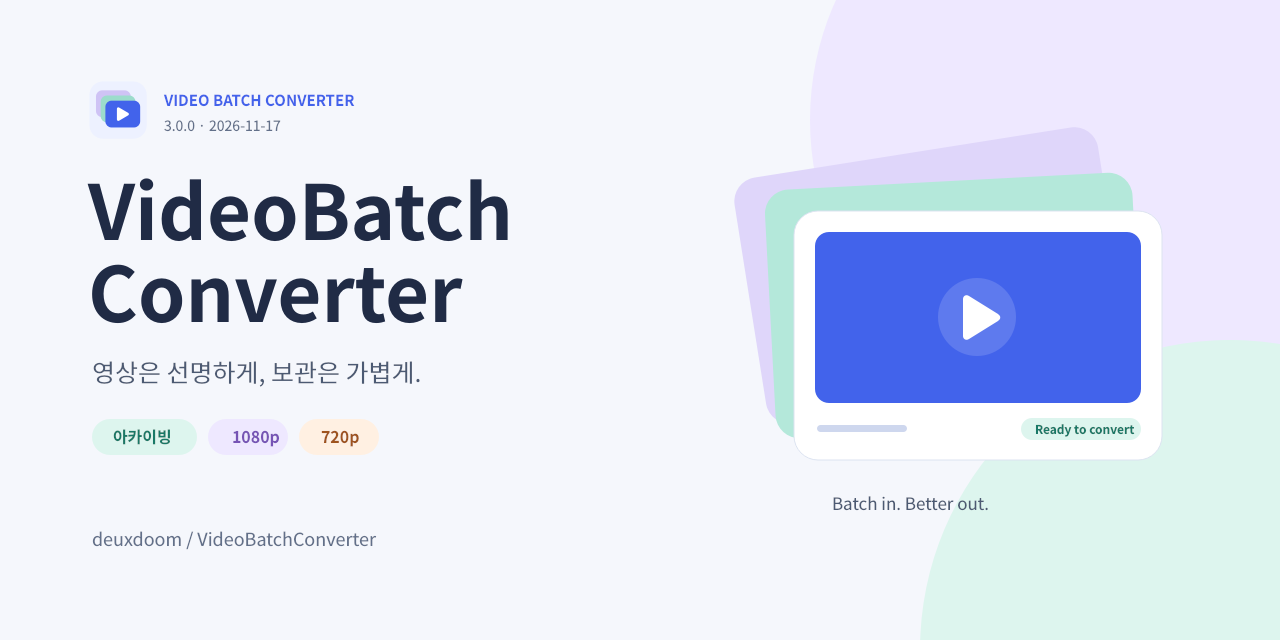 VIDEO BATCH CONVERTER
3.0.0 · 2026-11-17
VideoBatch
Converter
영상은 선명하게, 보관은 가볍게.
아카이빙
1080p
720p
deuxdoom / VideoBatchConverter
Ready to convert
Batch in. Better out.